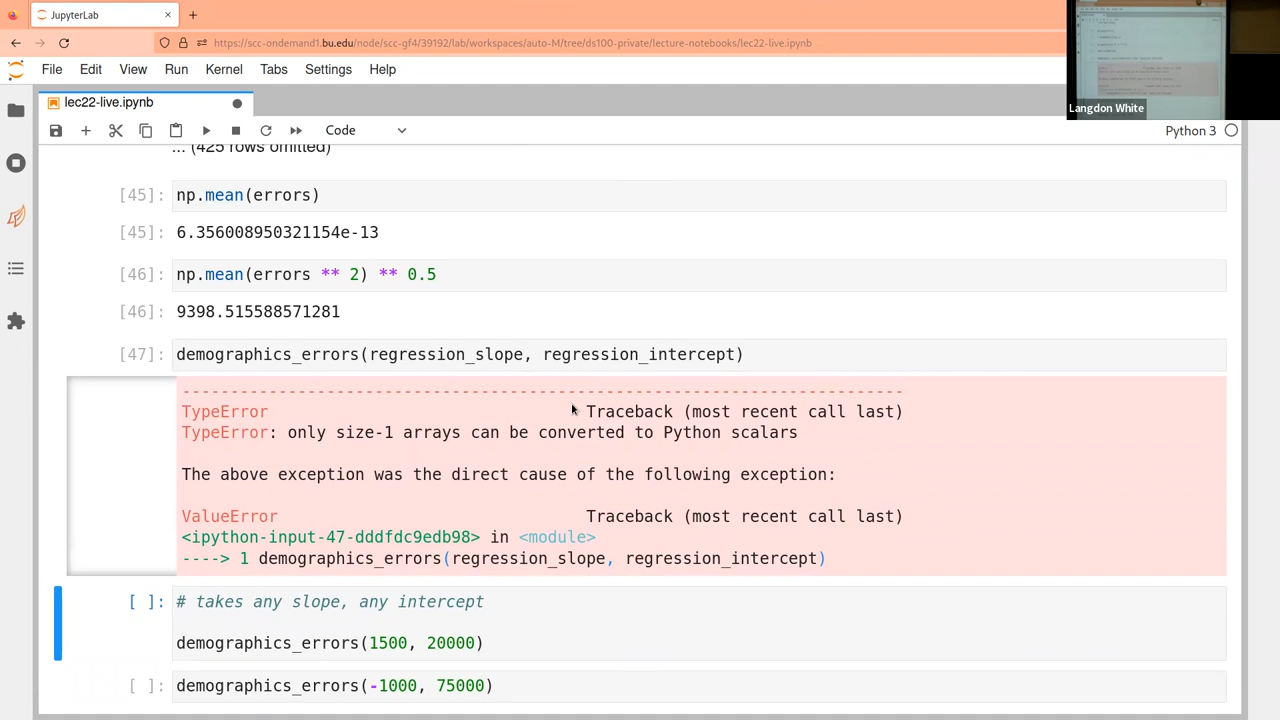 JupyterLab
https://scc-ondemand1.bu.edu/node/scc-gf4/39192/lab/workspaces/auto-M/tree/ds100-private/lecture-notebooks/lec22-live.ipynb
File Edit View Run Kernel Tabs Settings Help
Langdon White
lec22-live.ipynb
Code
Python 3
... (425 rows omitted)
[45]: np.mean(errors)
[45]: 6.356008950321154e-13
[46]: np.mean(errors ** 2) ** 0.5
[46]: 9398.515588571281
[47]: demographics_errors(regression_slope, regression_intercept)
---------------------------------------------------------------------------
TypeError Traceback (most recent call last)
TypeError: only size-1 arrays can be converted to Python scalars
The above exception was the direct cause of the following exception:
ValueError Traceback (most recent call last)
<ipython-input-47-dddfdc9edb98> in <module>
----> 1 demographics_errors(regression_slope, regression_intercept)
[ ]: # takes any slope, any intercept
demographics_errors(1500, 20000)
[ ]: demographics_errors(-1000, 75000)